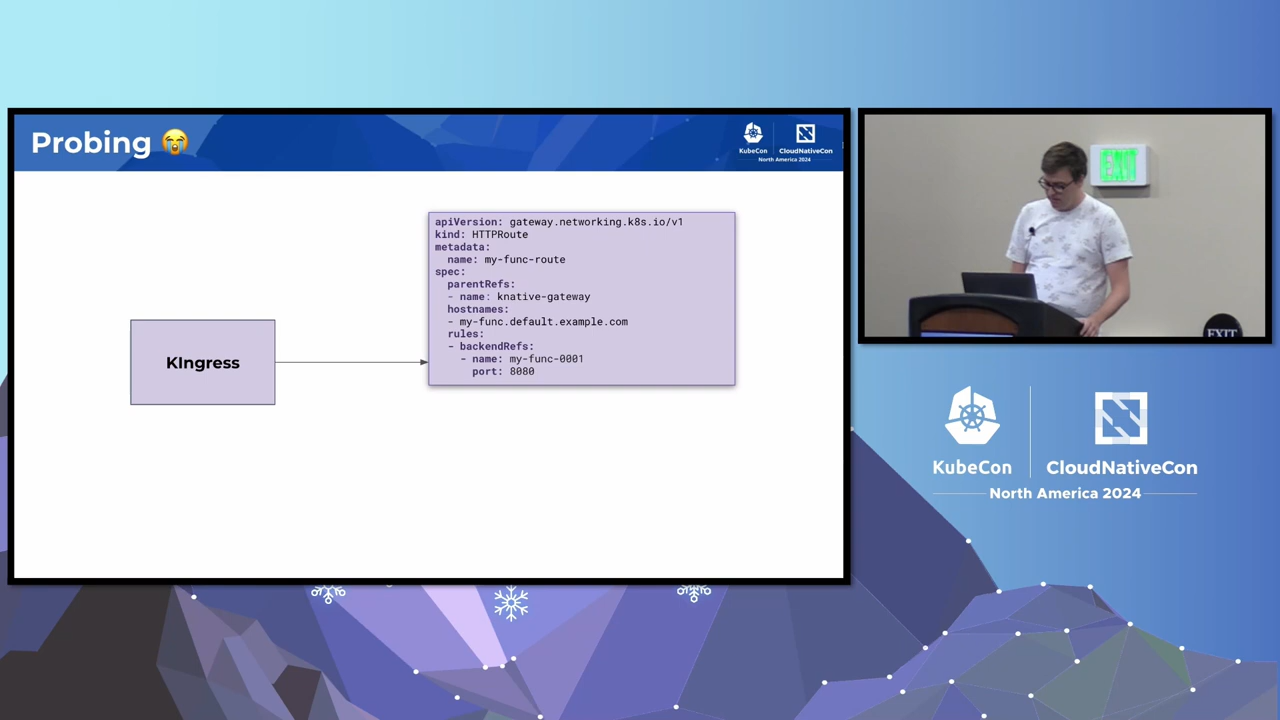 Probing 😭
KubeCon
CloudNativeCon
North America 2024
apiVersion: gateway.networking.k8s.io/v1
kind: HTTPRoute
metadata:
  name: my-func-route
spec:
  parentRefs:
  - name: knative-gateway
  hostnames:
  - my-func.default.example.com
  rules:
  - backendRefs:
    - name: my-func-0001
      port: 8080
KIngress
EXIT
EXIT
KubeCon
CloudNativeCon
North America 2024